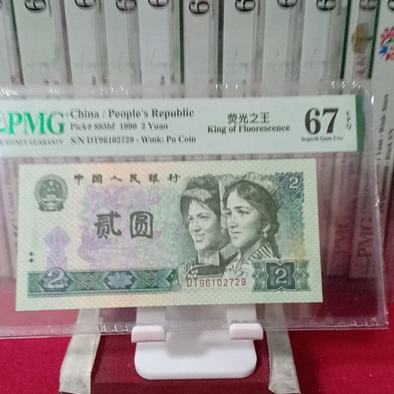 PMG
China / People's Republic
Pick# 885bf 1990 2 Yuan
S/N DT96102729 - Wmk: Pu Coin
荧光之王
King of Fluorescence
67 EPQ
Superb Gem Unc
中国人民银行
2
贰圆
2
2
DT96102729